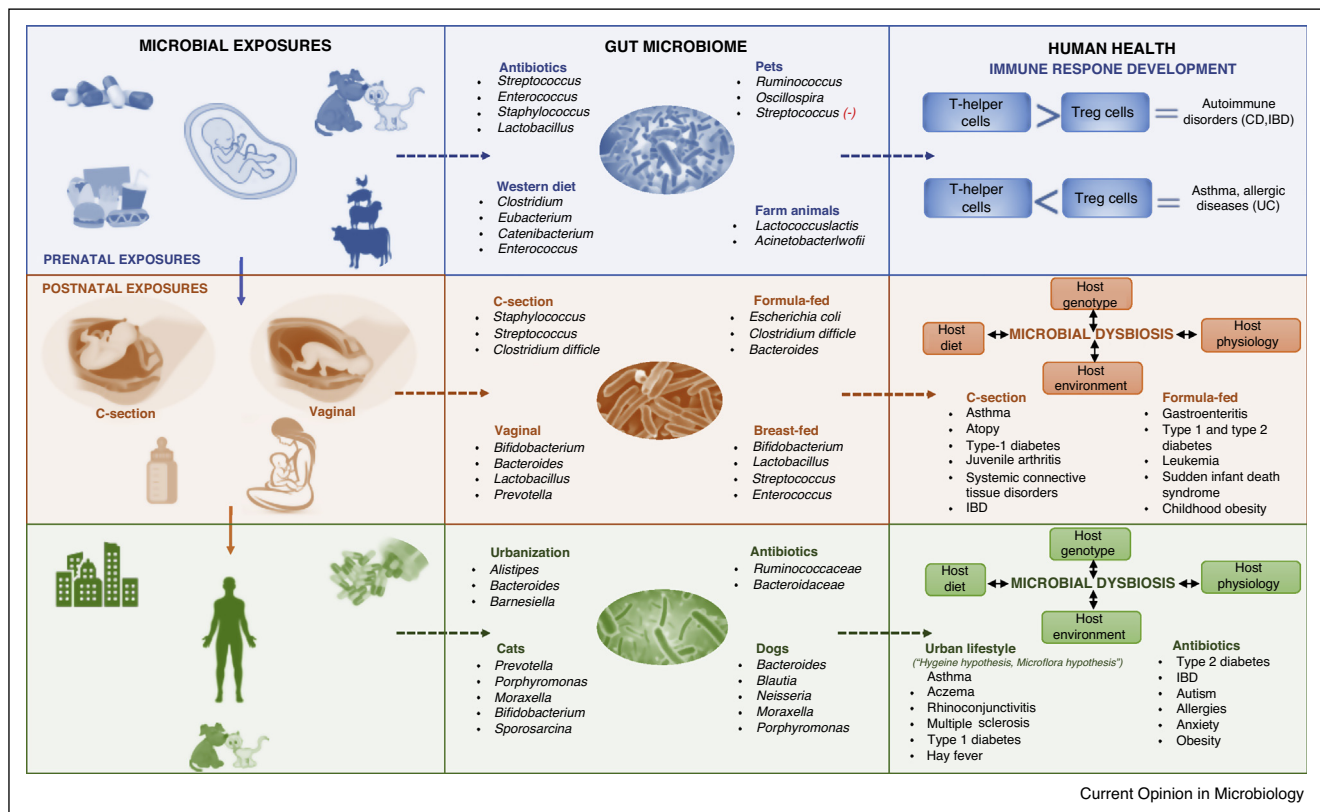 MICROBIAL EXPOSURES
GUT MICROBIOME
HUMAN HEALTH
IMMUNE RESPONE DEVELOPMENT
PRENATAL EXPOSURES
Antibiotics
• Streptococcus
• Enterococcus
• Staphylococcus
• Lactobacillus
Western diet
• Clostridium
• Eubacterium
• Catenibacterium
• Enterococcus
Pets
• Ruminococcus
• Oscillospira
• Streptococcus (-)
Farm animals
• Lactococcuslactis
• Acinetobacterlwofii
T-helper
cells
>
Treg cells
=
Autoimmune
disorders (CD,IBD)
T-helper
cells
<
Treg cells
=
Asthma, allergic
diseases (UC)
POSTNATAL EXPOSURES
C-section
Vaginal
C-section
• Staphylococcus
• Streptococcus
• Clostridium difficle
Vaginal
• Bifidobacterium
• Bacteroides
• Lactobacillus
• Prevotella
Formula-fed
• Escherichia coli
• Clostridium difficle
• Bacteroides
Breast-fed
• Bifidobacterium
• Lactobacillus
• Streptococcus
• Enterococcus
Host
genotype
Host
diet
MICROBIAL DYSBIOSIS
Host
physiology
Host
environment
C-section
• Asthma
• Atopy
• Type-1 diabetes
• Juvenile arthritis
• Systemic connective
tissue disorders
• IBD
Formula-fed
• Gastroenteritis
• Type 1 and type 2
diabetes
• Leukemia
• Sudden infant death
syndrome
• Childhood obesity
Urbanization
• Alistipes
• Bacteroides
• Barnesiella
Cats
• Prevotella
• Porphyromonas
• Moraxella
• Bifidobacterium
• Sporosarcina
Antibiotics
• Ruminococcaceae
• Bacteroidaceae
Dogs
• Bacteroides
• Blautia
• Neisseria
• Moraxella
• Porphyromonas
Host
genotype
Host
diet
MICROBIAL DYSBIOSIS
Host
physiology
Host
environment
Urban lifestyle
("Hygeine hypothesis, Microflora hypothesis")
Asthma
• Aczema
• Rhinoconjunctivitis
• Multiple sclerosis
• Type 1 diabetes
• Hay fever
Antibiotics
• Type 2 diabetes
• IBD
• Autism
• Allergies
• Anxiety
• Obesity
Current Opinion in Microbiology